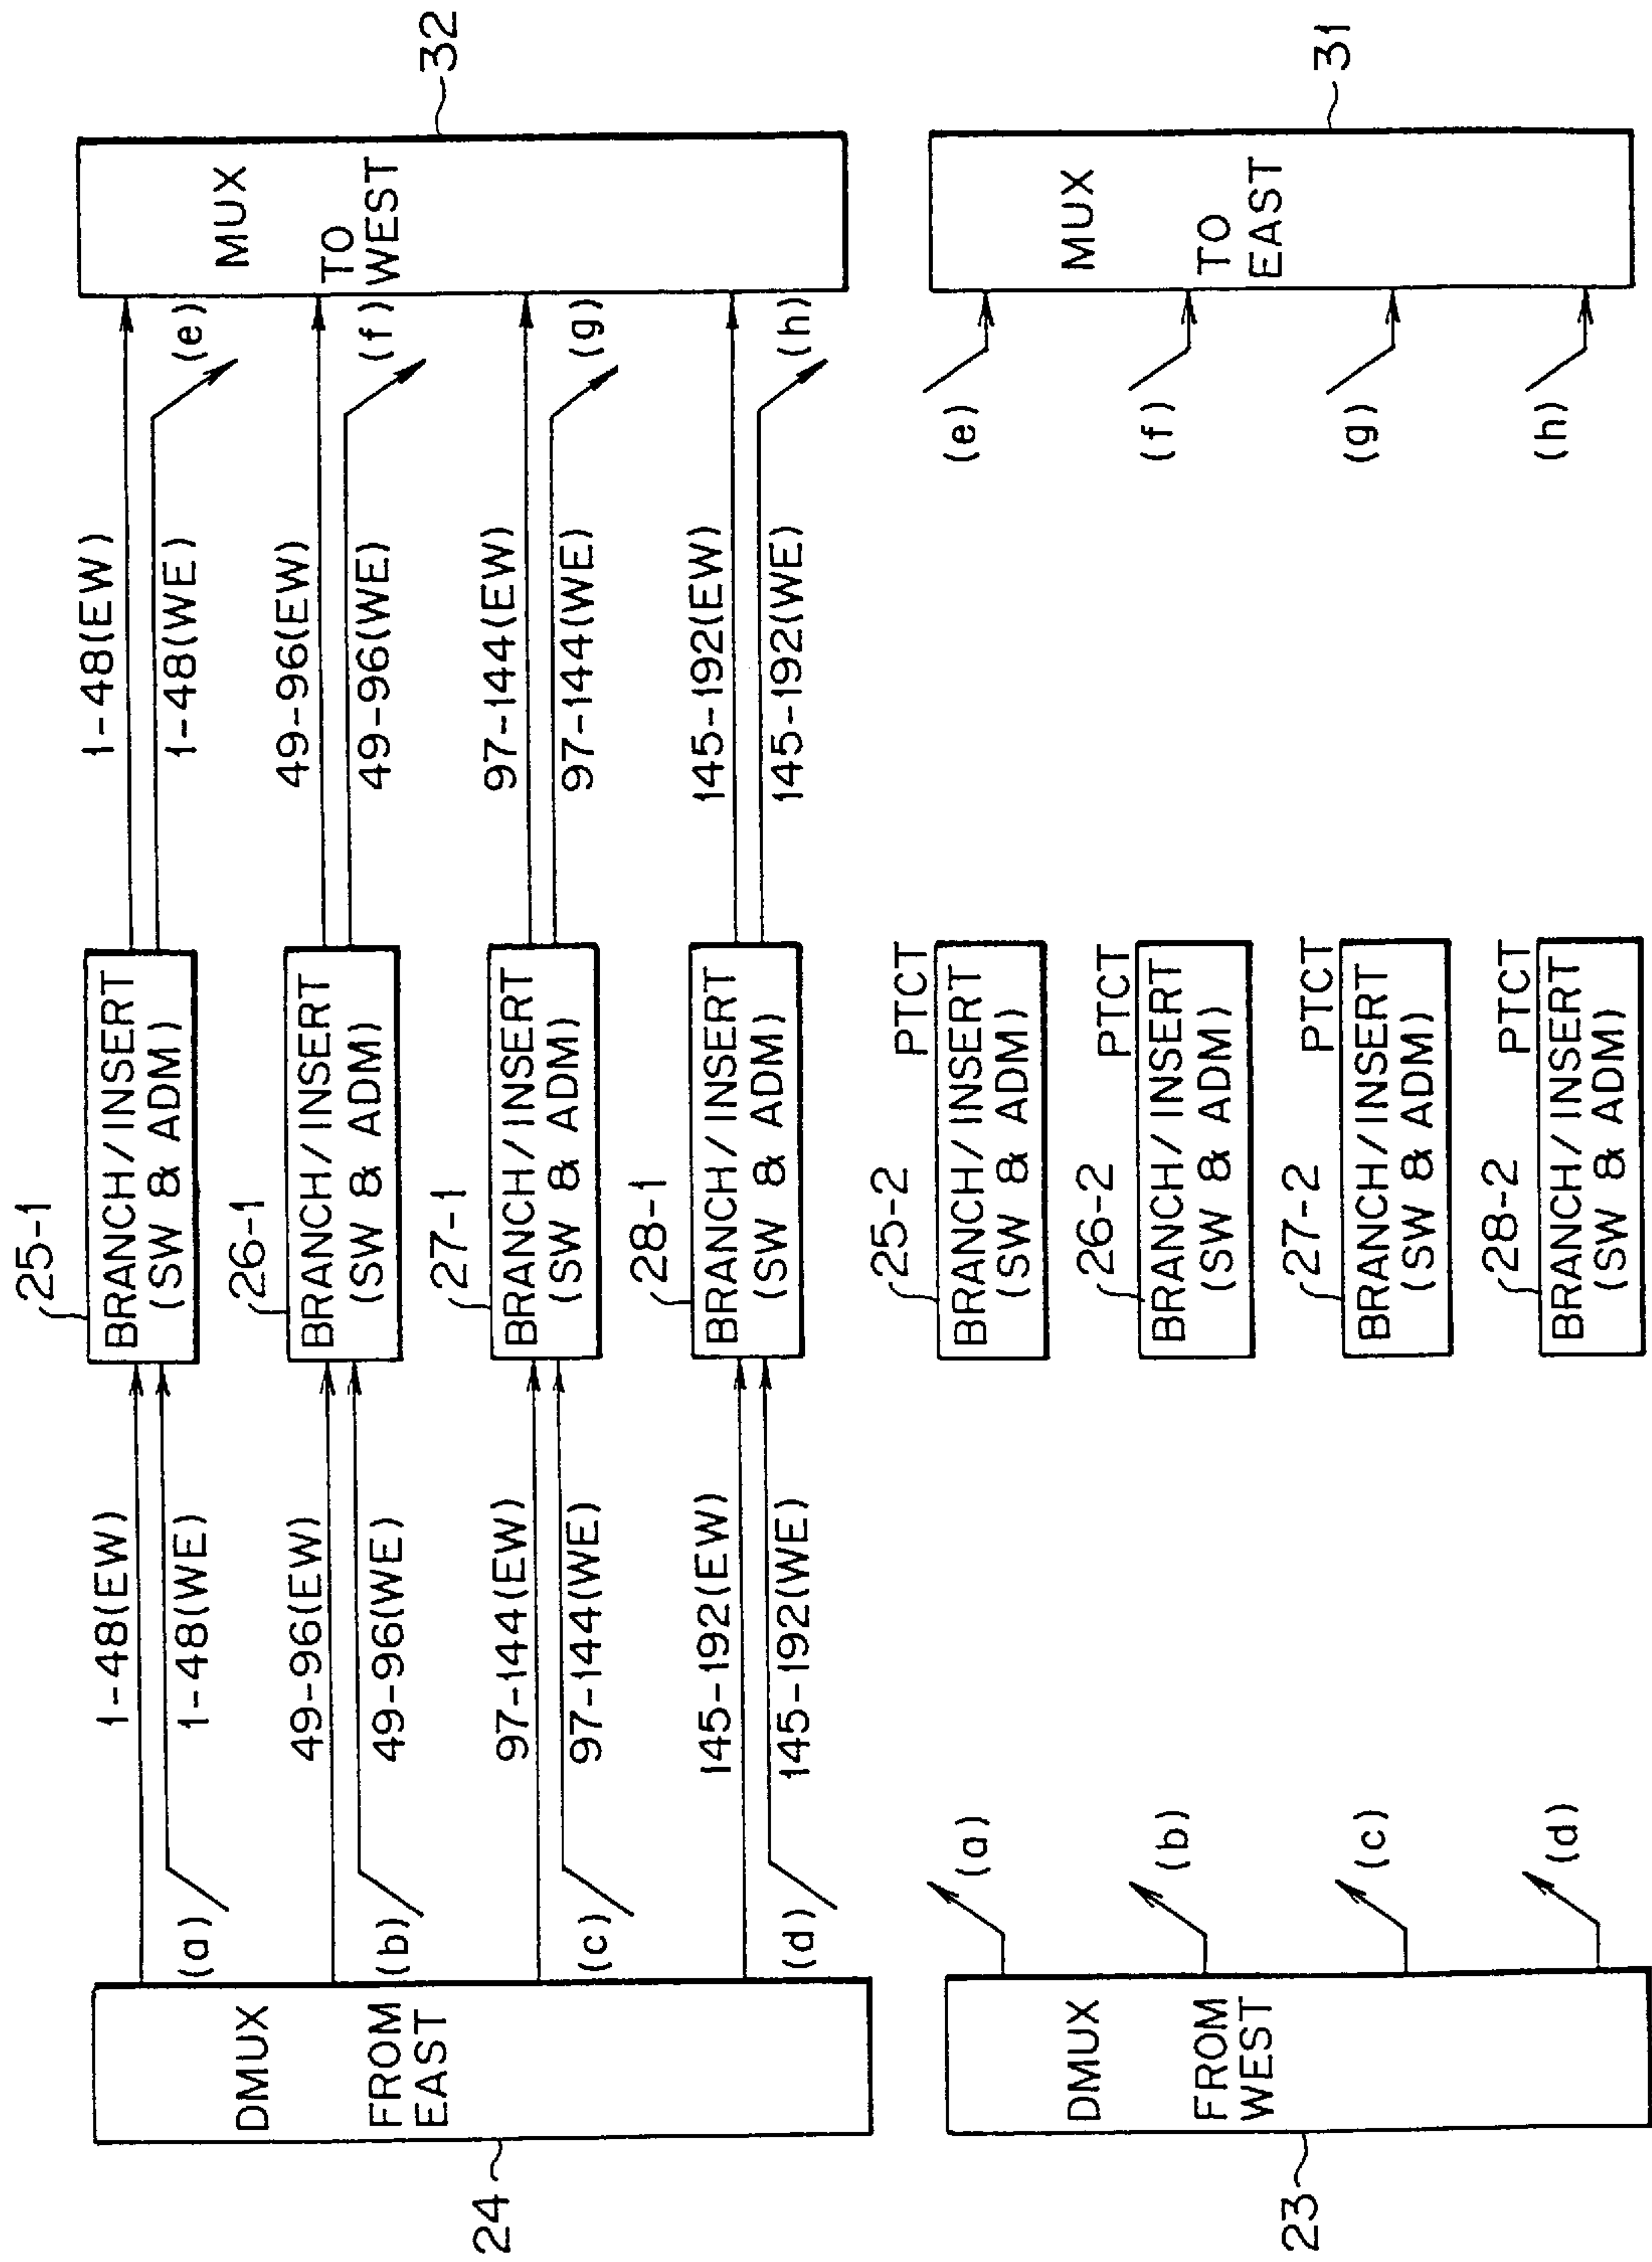 24
DMUX
FROM
EAST
(a)
1-48(EW)
1-48(WE)
(b)
49-96(EW)
49-96(WE)
(c)
97-144(EW)
97-144(WE)
(d)
145-192(EW)
145-192(WE)
25-1
BRANCH/INSERT
(SW & ADM)
26-1
BRANCH/INSERT
(SW & ADM)
27-1
BRANCH/INSERT
(SW & ADM)
28-1
BRANCH/INSERT
(SW & ADM)
1-48(EW)
1-48(WE)
(e)
49-96(EW)
49-96(WE)
(f)
97-144(EW)
97-144(WE)
(g)
145-192(EW)
145-192(WE)
(h)
MUX
TO
WEST
32
23
DMUX
FROM
WEST
(a)
(b)
(c)
(d)
25-2
PTCT
BRANCH/INSERT
(SW & ADM)
26-2
PTCT
BRANCH/INSERT
(SW & ADM)
27-2
PTCT
BRANCH/INSERT
(SW & ADM)
28-2
PTCT
BRANCH/INSERT
(SW & ADM)
(e)
(f)
(g)
(h)
MUX
TO
EAST
31